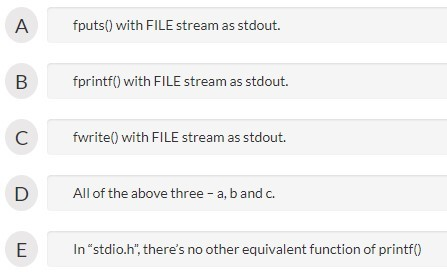 A fputs() with FILE stream as stdout.
B fprintf() with FILE stream as stdout.
C fwrite() with FILE stream as stdout.
D All of the above three – a, b and c.
E In “stdio.h”, there’s no other equivalent function of printf()